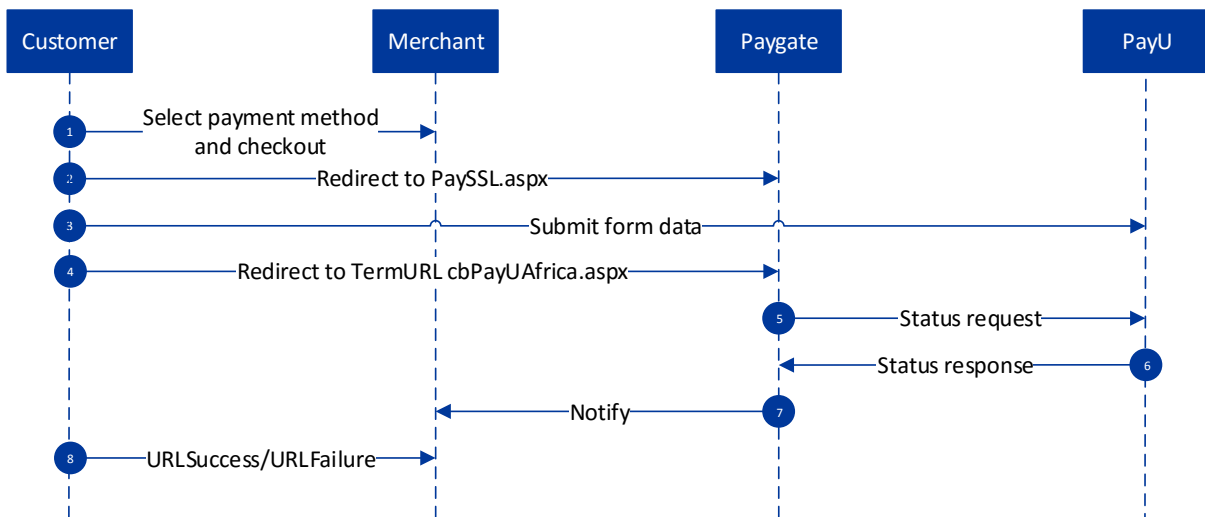 Customer
Merchant
Paygate
PayU
1
Select payment method
and checkout
2
Redirect to PaySSL.aspx
3
Submit form data
4
Redirect to TermURL cbPayUAfrica.aspx
5
Status request
Status response
6
Notify
7
8
URLSuccess/URLFailure